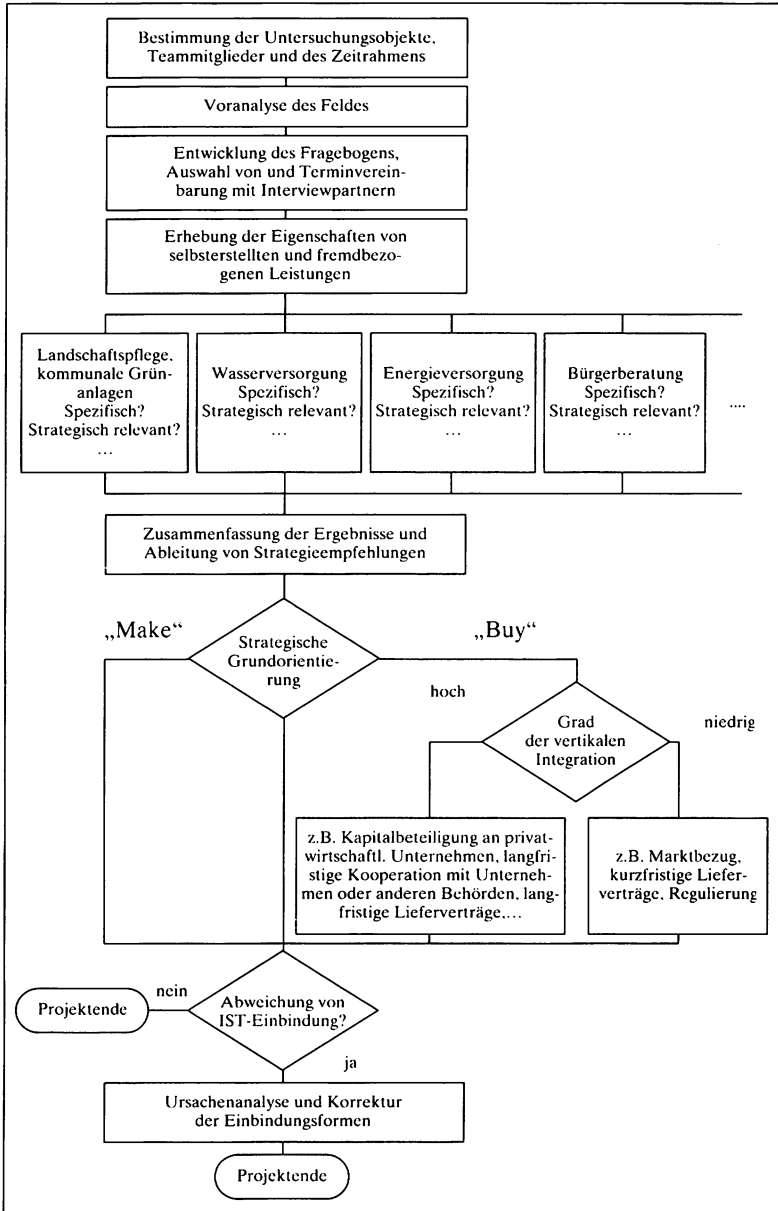 Bestimmung der Untersuchungsobjekte,
Teammitglieder und des Zeitrahmens
Voranalyse des Feldes
Entwicklung des Fragebogens,
Auswahl von und Terminverein-
barung mit Interviewpartnern
Erhebung der Eigenschaften von
selbsterstellten und fremdbezo-
genen Leistungen
Landschaftspflege,
kommunale Grün-
anlagen
Spezifisch?
Strategisch relevant?
...
Wasserversorgung
Spezifisch?
Strategisch relevant?
...
Energieversorgung
Spezifisch?
Strategisch relevant?
...
Bürgerberatung
Spezifisch?
Strategisch relevant?
...
....
Zusammenfassung der Ergebnisse und
Ableitung von Strategieempfehlungen
„Make“
Strategische
Grundorientie-
rung
„Buy“
hoch
Grad
der vertikalen
Integration
niedrig
z.B. Kapitalbeteiligung an privat-
wirtschaftl. Unternehmen, langfri-
stige Kooperation mit Unterneh-
men oder anderen Behörden, lang-
fristige Lieferverträge,...
z.B. Marktbezug,
kurzfristige Liefer-
verträge, Regulierung
Projektende
nein
Abweichung von
IST-Einbindung?
ja
Ursachenanalyse und Korrektur
der Einbindungsformen
Projektende